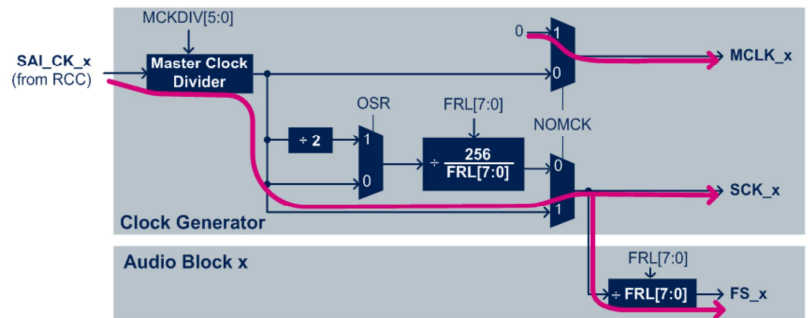 MCKDIV[5:0]
0
1
SAI_CK_x
(from RCC)
Master Clock
Divider
MCLK_x
0
OSR
FRL[7:0]
NOMCK
÷ 2
1
÷ 256
FRL[7:0]
0
0
SCK_x
1
Clock Generator
Audio Block x
FRL[7:0]
÷ FRL[7:0]
FS_x